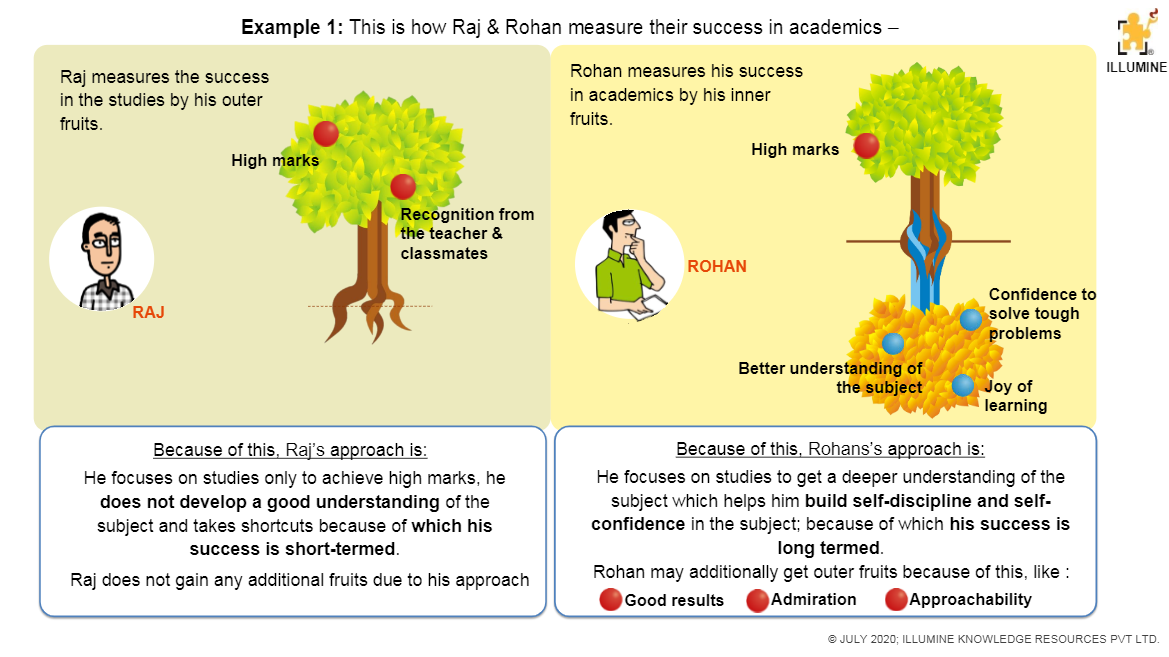 Example 1: This is how Raj & Rohan measure their success in academics –
ILLUMINE
Raj measures the success
in the studies by his outer
fruits.
High marks
Recognition from
the teacher &
classmates
RAJ
Rohan measures his success
in academics by his inner
fruits.
High marks
ROHAN
Confidence to
solve tough
problems
Better understanding of
the subject
Joy of
learning
Because of this, Raj’s approach is:
He focuses on studies only to achieve high marks, he
does not develop a good understanding of the
subject and takes shortcuts because of which his
success is short-termed.
Raj does not gain any additional fruits due to his approach
Because of this, Rohans’s approach is:
He focuses on studies to get a deeper understanding of the
subject which helps him build self-discipline and self-
confidence in the subject; because of which his success is
long termed.
Rohan may additionally get outer fruits because of this, like :
Good results Admiration Approachability
© JULY 2020; ILLUMINE KNOWLEDGE RESOURCES PVT LTD.